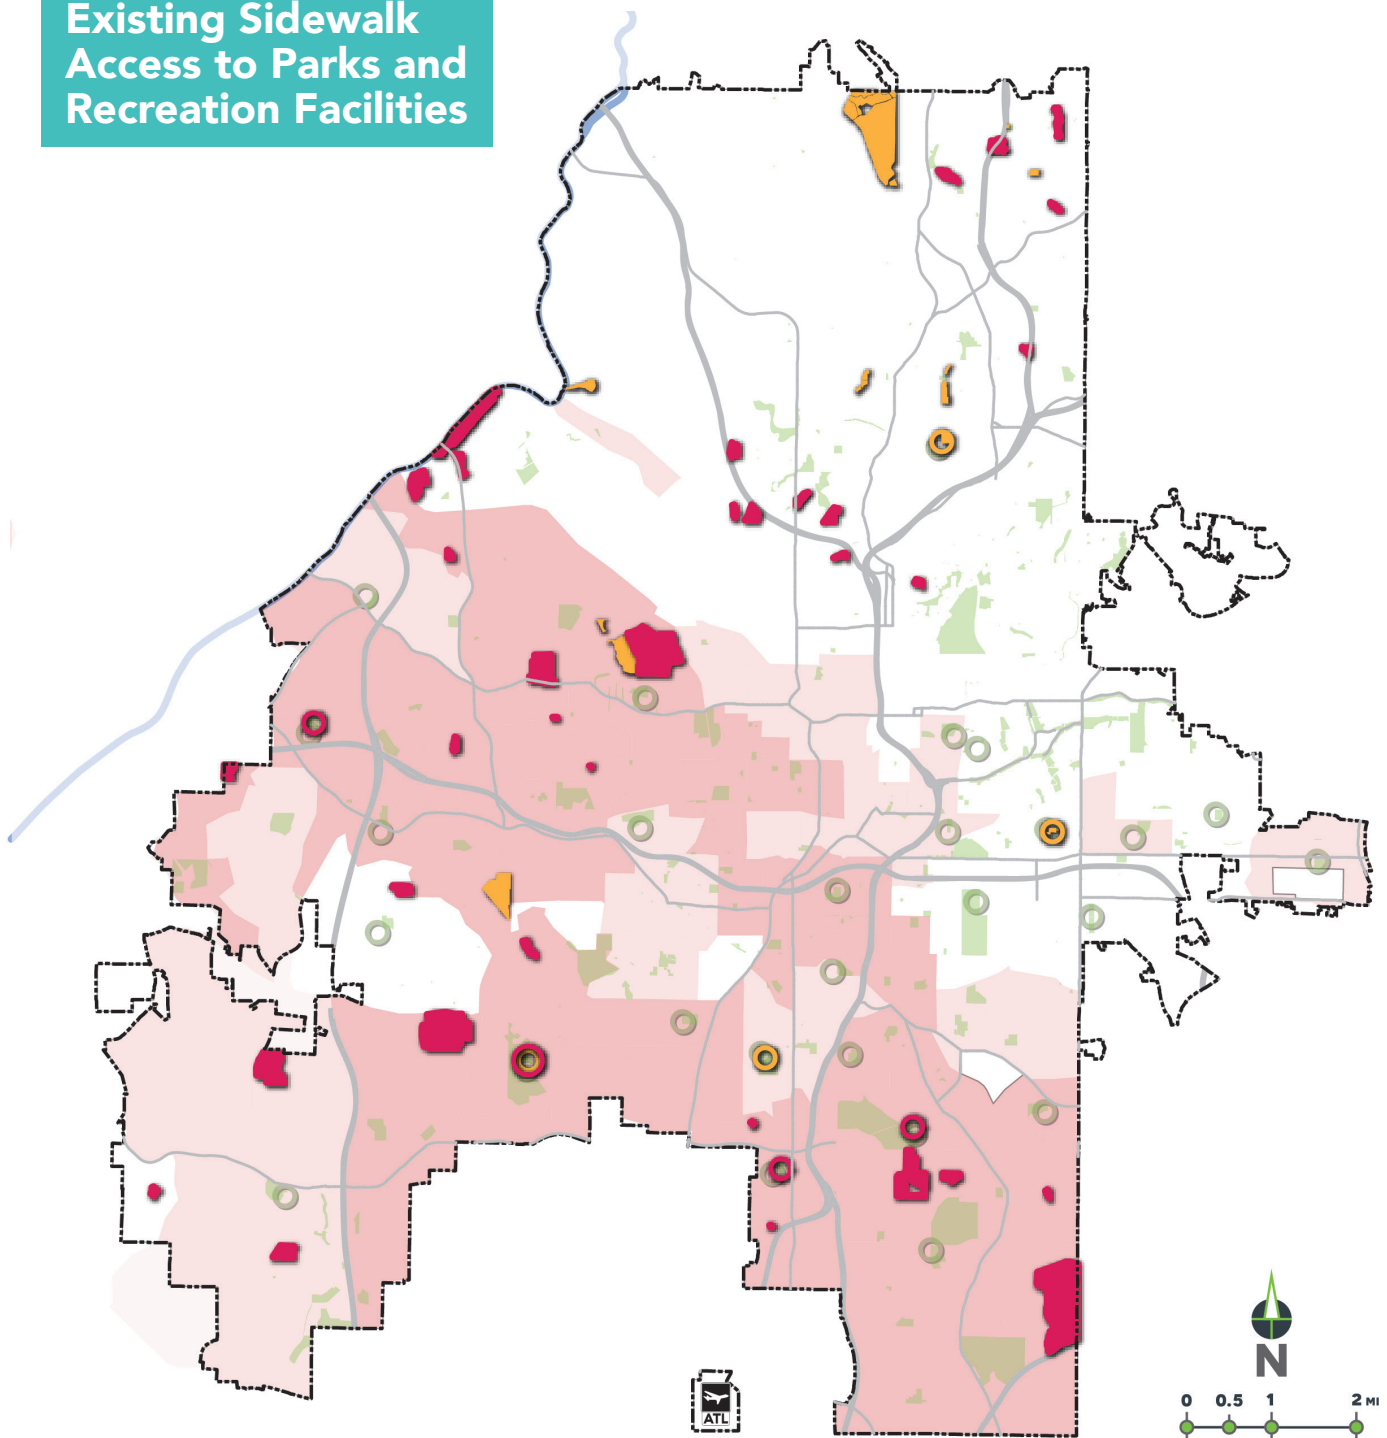 Existing Sidewalk
Access to Parks and
Recreation Facilities
N
0 0.5 1 2 MI
ATL